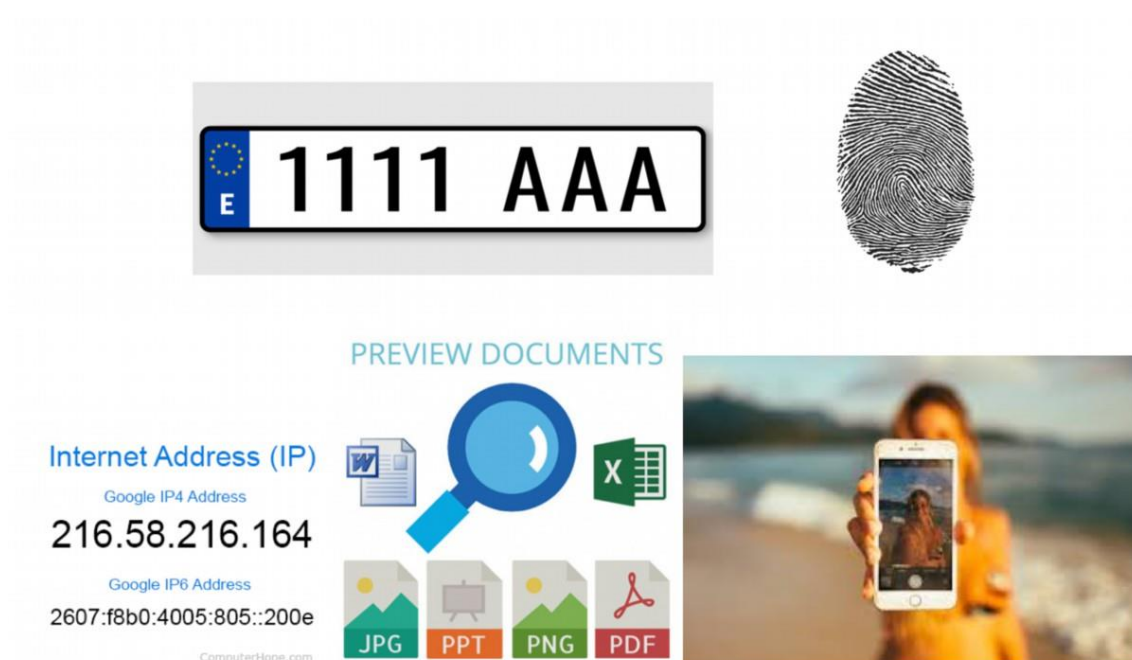 E
1111 AAA
PREVIEW DOCUMENTS
Internet Address (IP)
Google IP4 Address
216.58.216.164
Google IP6 Address
2607:f8b0:4005:805::200e
ComputerHope.com
W
X
JPG
PPT
PNG
PDF